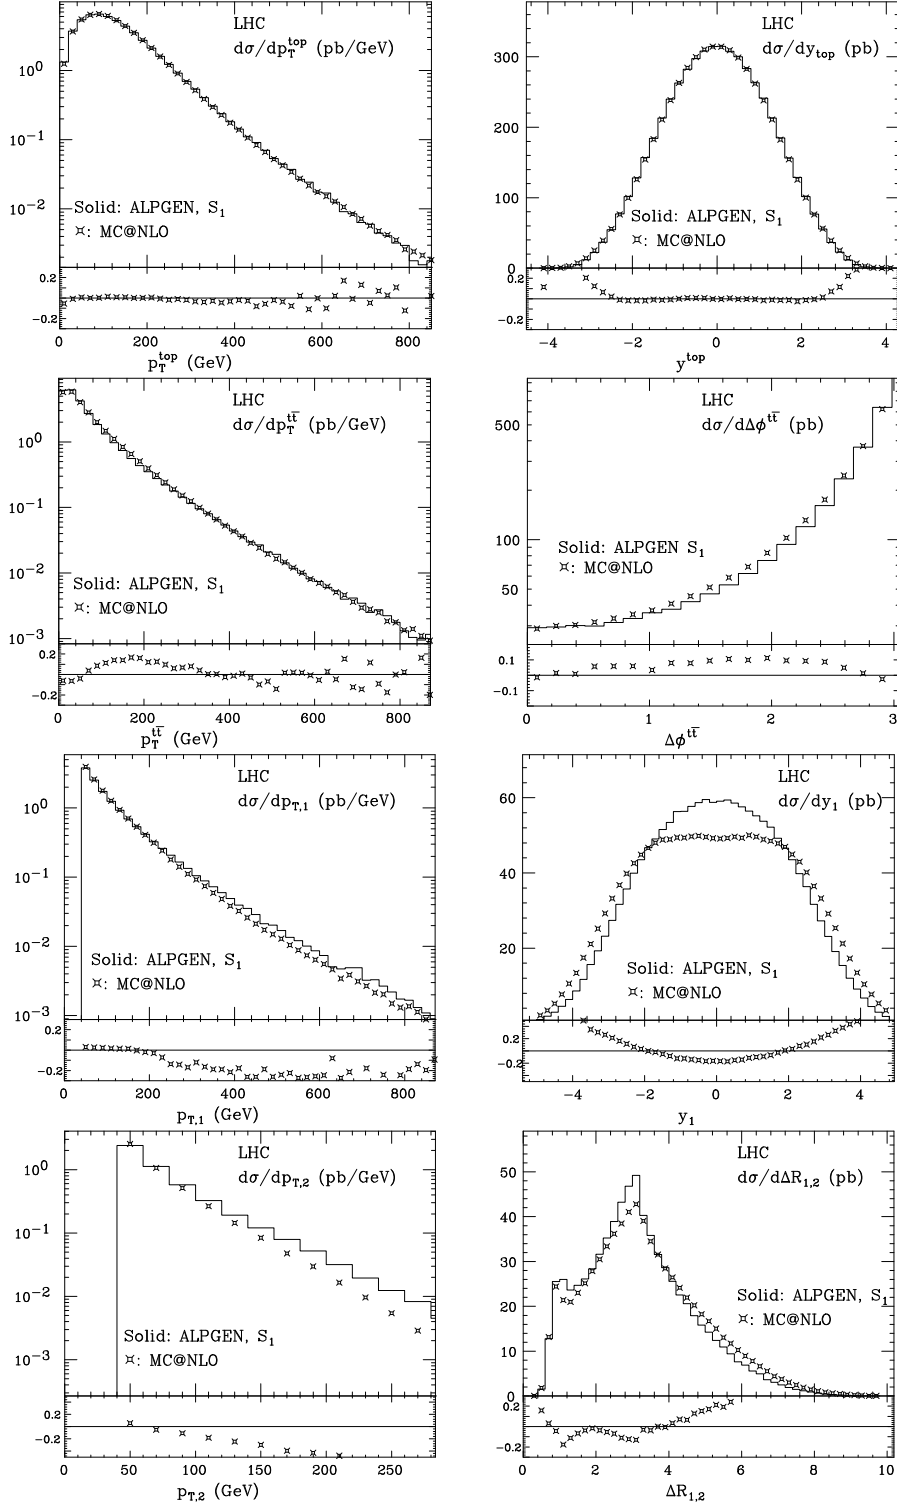 LHC
dσ/dp_T^top (pb/GeV)
10^0
10^-1
10^-2
Solid: ALPGEN, S_1
¤: MC@NLO
0.2
-0.2
0 200 400 600 800
p_T^top (GeV)
LHC
dσ/dy_top (pb)
300
200
100
0
Solid: ALPGEN, S_1
¤: MC@NLO
0.2
-0.2
-4 -2 0 2 4
y^top
LHC
dσ/dp_T^tt̅ (pb/GeV)
10^0
10^-1
10^-2
10^-3
Solid: ALPGEN, S_1
¤: MC@NLO
0.2
-0.2
0 200 400 600 800
p_T^tt̅ (GeV)
LHC
dσ/dΔϕ^tt̅ (pb)
500
100
50
Solid: ALPGEN S_1
¤: MC@NLO
0.1
-0.1
0 1 2 3
Δϕ^tt̅
LHC
dσ/dp_T,1 (pb/GeV)
10^0
10^-1
10^-2
10^-3
Solid: ALPGEN, S_1
¤: MC@NLO
0.2
-0.2
0 200 400 600 800
p_T,1 (GeV)
LHC
dσ/dy_1 (pb)
60
40
20
Solid: ALPGEN, S_1
¤: MC@NLO
0.2
-0.2
-4 -2 0 2 4
y_1
LHC
dσ/dp_T,2 (pb/GeV)
10^0
10^-1
10^-2
10^-3
Solid: ALPGEN, S_1
¤: MC@NLO
0.2
-0.2
0 50 100 150 200 250
p_T,2 (GeV)
LHC
dσ/dΔR_1,2 (pb)
50
40
30
20
10
0
Solid: ALPGEN, S_1
¤: MC@NLO
0.2
-0.2
0 2 4 6 8 10
ΔR_1,2